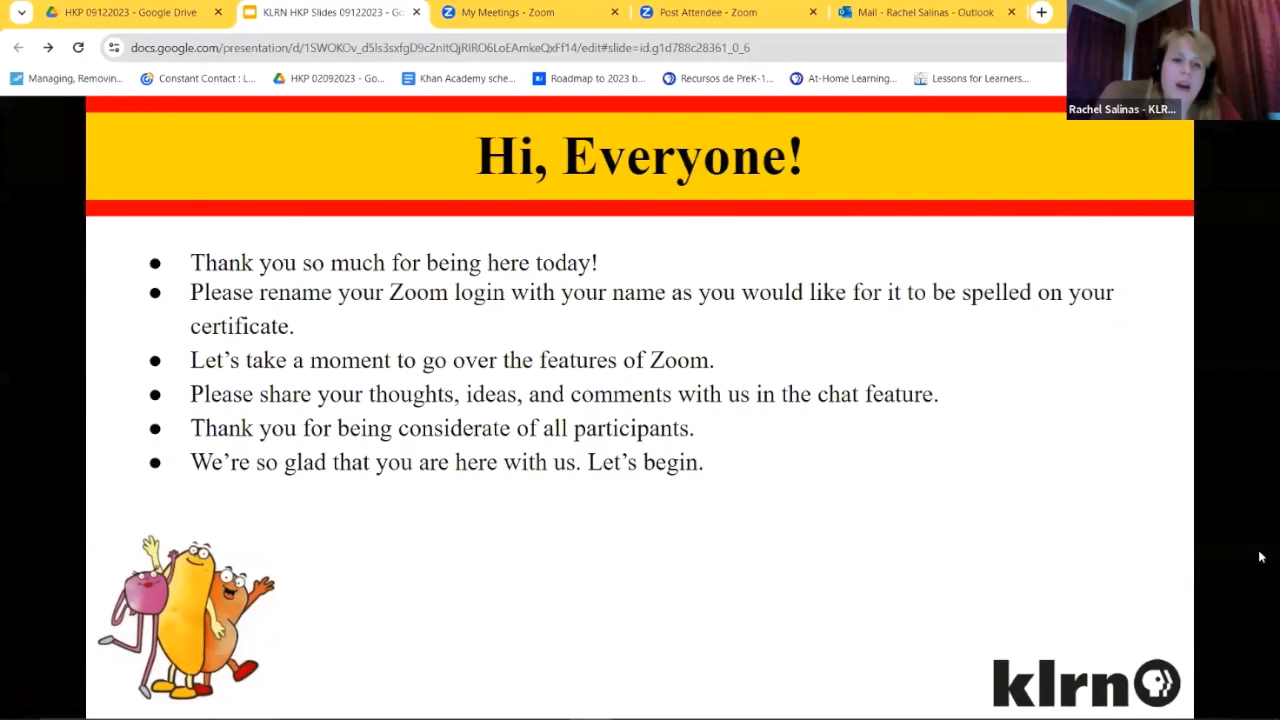 HKP 09122023 - Google Drive
KLRN HKP Slides 09122023 - Go
My Meetings - Zoom
Post Attendee - Zoom
Mail - Rachel Salinas - Outlook
docs.google.com/presentation/d/
Managing, Removin...
Constant Contact : L...
HKP 02092023 - Go...
Khan Academy sche...
Roadmap to 2023 b...
Recursos de PreK-1...
At-Home Learning...
Lessons for Learners...
Rachel Salinas - KLR...
Hi, Everyone!
● Thank you so much for being here today!
● Please rename your Zoom login with your name as you would like for it to be spelled on your
certificate.
● Let’s take a moment to go over the features of Zoom.
● Please share your thoughts, ideas, and comments with us in the chat feature.
● Thank you for being considerate of all participants.
● We’re so glad that you are here with us. Let’s begin.
klrn